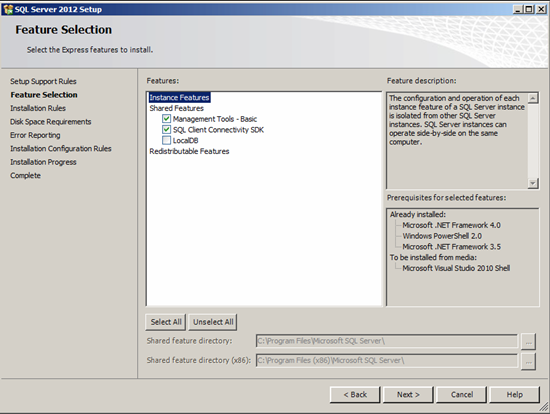 SQL Server 2012 Setup
Feature Selection
Select the Express features to install.
Setup Support Rules
Feature Selection
Installation Rules
Disk Space Requirements
Error Reporting
Installation Configuration Rules
Installation Progress
Complete
Features:
Instance Features
Shared Features
Management Tools - Basic
SQL Client Connectivity SDK
LocalDB
Redistributable Features
Feature description:
The configuration and operation of each
instance feature of a SQL Server instance
is isolated from other SQL Server
instances. SQL Server instances can
operate side-by-side on the same
computer.
Prerequisites for selected features:
Already installed:
Microsoft .NET Framework 4.0
Windows PowerShell 2.0
Microsoft .NET Framework 3.5
To be installed from media:
Microsoft Visual Studio 2010 Shell
Select All
Unselect All
Shared feature directory:
C:\Program Files\Microsoft SQL Server\
...
Shared feature directory (x86):
C:\Program Files (x86)\Microsoft SQL Server\
...
< Back
Next >
Cancel
Help